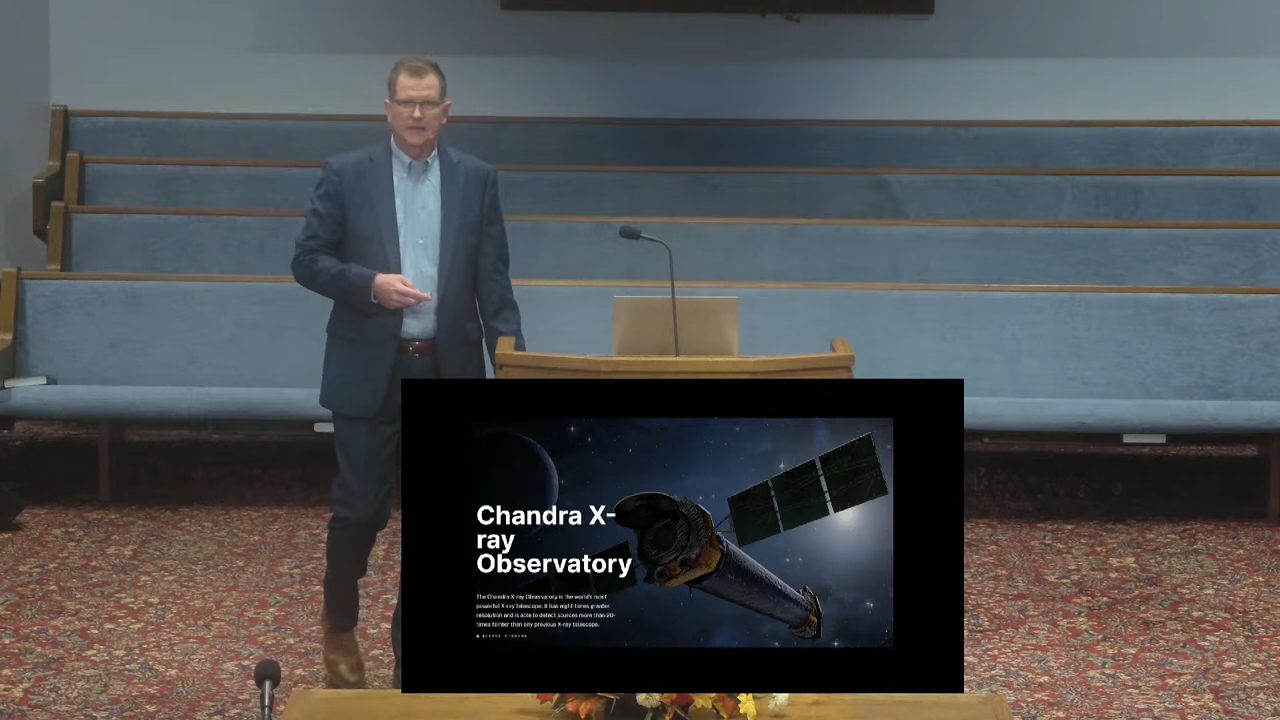 Chandra X-
ray
Observatory
The Chandra X-ray Observatory is the world's most
powerful X-ray telescope. It has eight-times greater
resolution and is able to detect sources more than 20-
times fainter than any previous X-ray telescope.